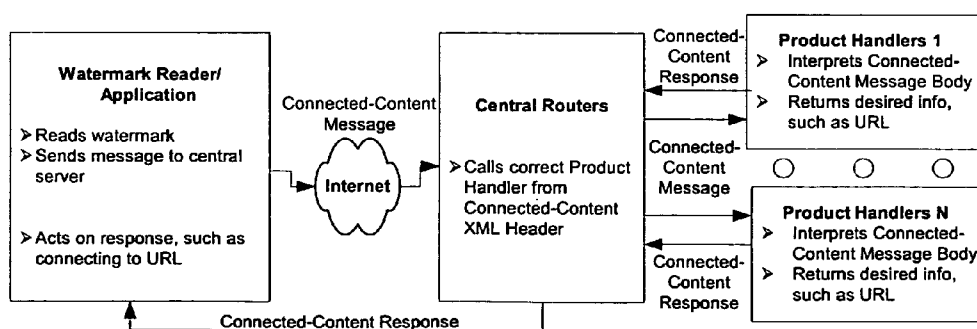 Watermark Reader/
Application
➢ Reads watermark
➢ Sends message to central
server
➢ Acts on response, such as
connecting to URL
Connected-Content
Message
Internet
Central Routers
➢ Calls correct Product
Handler from
Connected-Content
XML Header
Connected-
Content
Response
Connected-
Content
Message
Connected-
Content
Response
Product Handlers 1
➢ Interprets Connected-
Content Message Body
➢ Returns desired info,
such as URL
Product Handlers N
➢ Interprets Connected-
Content Message Body
➢ Returns desired info,
such as URL
Connected-Content Response